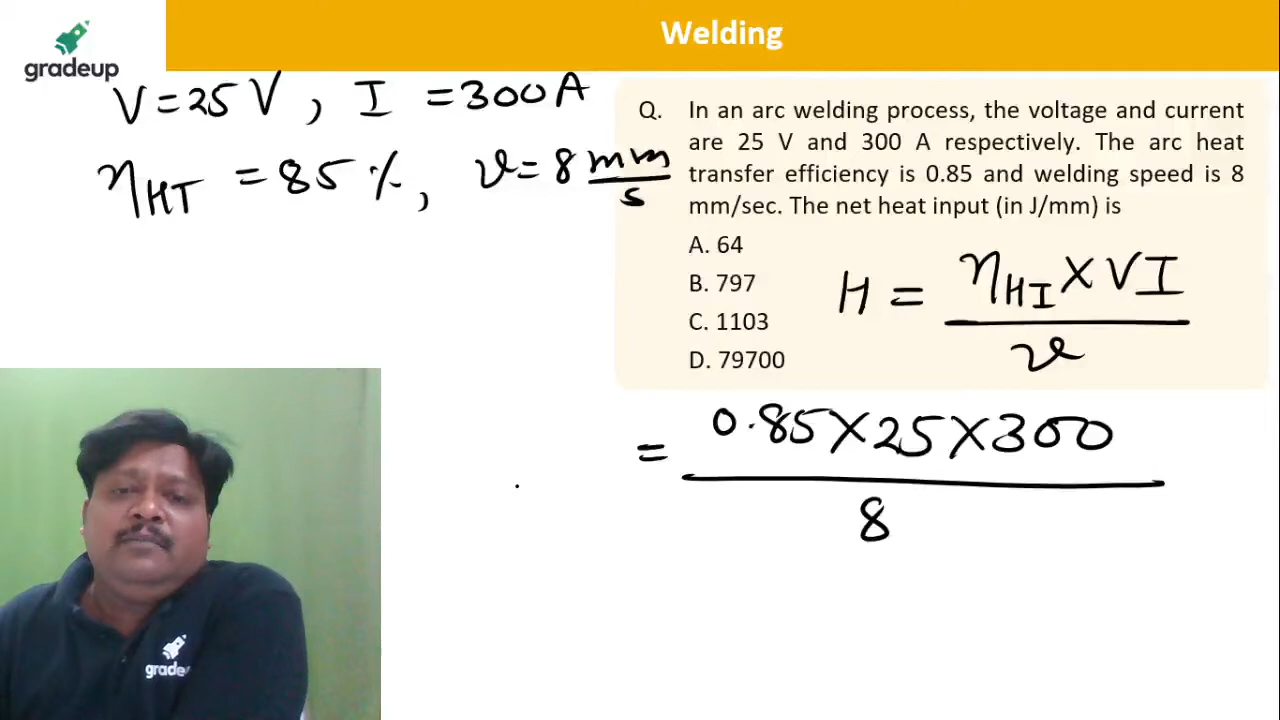 Welding
gradeup
V = 25 V , I = 300 A
η_HT = 85 % , v = 8 mm/s
Q. In an arc welding process, the voltage and current
are 25 V and 300 A respectively. The arc heat
transfer efficiency is 0.85 and welding speed is 8
mm/sec. The net heat input (in J/mm) is
A. 64
B. 797
C. 1103
D. 79700
H = η_HI × VI / v
= 0.85 × 25 × 300 / 8
grade